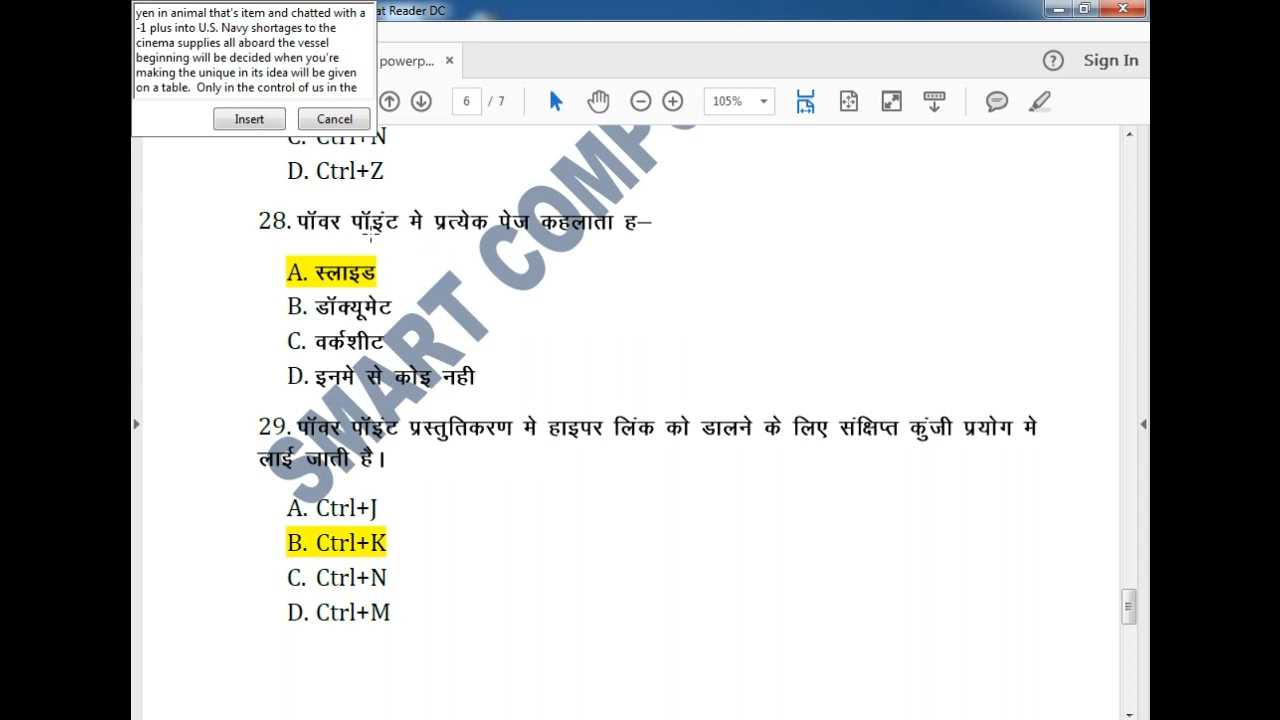 yen in animal that's item and chatted with a
-1 plus into U.S. Navy shortages to the
cinema supplies all aboard the vessel
beginning will be decided when you're
making the unique in its idea will be given
on a table.  Only in the control of us in the
Insert Cancel
at Reader DC
powerp... ×
Sign In
6 / 7
105%
C. Ctrl+N
D. Ctrl+Z
28. पॉवर पॉइंट मे प्रत्येक पेज कहलाता ह–
A. स्लाइड
B. डॉक्यूमेट
C. वर्कशीट
D. इनमे से कोइ नही
29. पॉवर पॉइंट प्रस्तुतिकरण मे हाइपर लिंक को डालने के लिए संक्षिप्त कुंजी प्रयोग मे
लाई जाती है।
A. Ctrl+J
B. Ctrl+K
C. Ctrl+N
D. Ctrl+M
SMART COMP